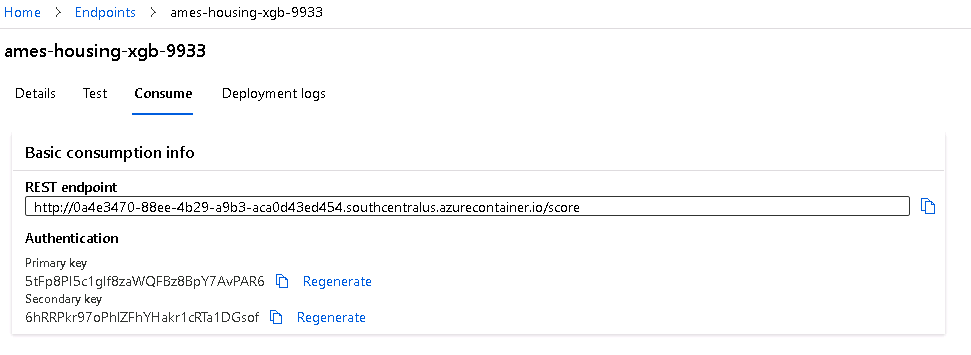 Home > Endpoints > ames-housing-xgb-9933
ames-housing-xgb-9933
Details Test Consume Deployment logs
Basic consumption info
REST endpoint
http://0a4e3470-88ee-4b29-a9b3-aca0d43ed454.southcentralus.azurecontainer.io/score
Authentication
Primary key
5tFp8PI5c1glf8zaWQFBz8BpY7AvPAR6 Regenerate
Secondary key
6hRRPkr97oPhIZFhYHakr1cRTa1DGsof Regenerate